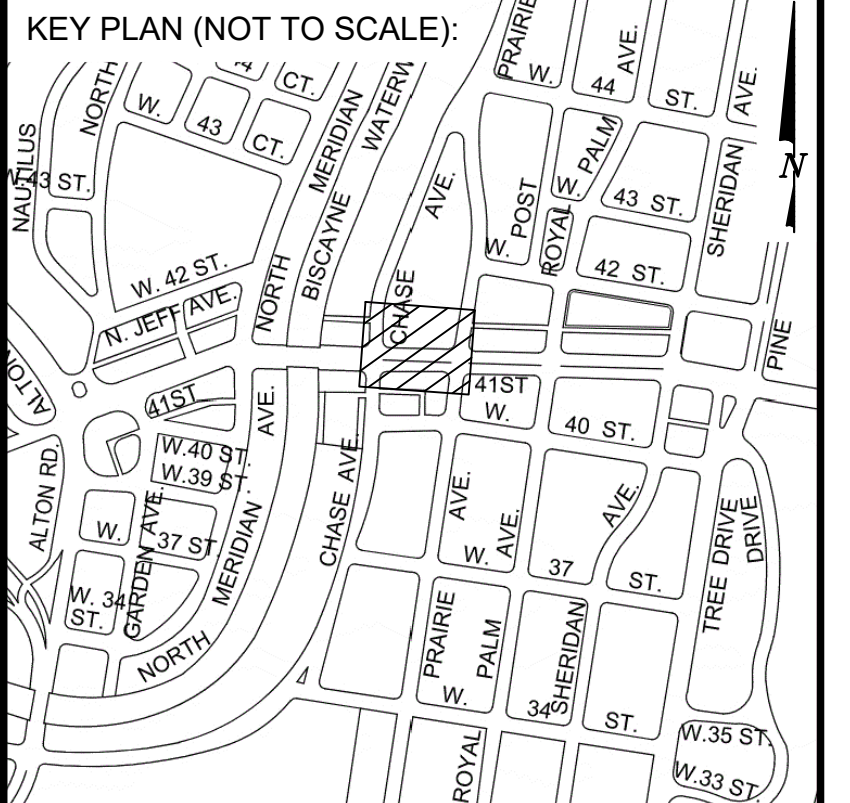 KEY PLAN (NOT TO SCALE):
PRAIRIE
W.
44
AVE.
ST.
AVE.
CT.
NORTH
W.
43
CT.
MERIDIAN
WATERW
NAUTILUS
W.43 ST.
AVE.
POST
W.
PALM
W.
ROYAL
43 ST.
SHERIDAN
N
W. 42 ST.
NORTH
BISCAYNE
CHASE
42 ST.
N. JEFF AVE.
PINE
ALTON
41ST
AVE.
41ST
W.
40 ST.
W.40 ST.
W.39 ST.
ALTON RD.
W.
GARDEN AVE.
37 ST.
MERIDIAN
CHASE AVE.
AVE.
W.
AVE.
37
AVE.
ST.
TREE DRIVE
DRIVE
W. 34
ST.
NORTH
PRAIRIE
W.
PALM
SHERIDAN
34
ST.
ROYAL
W.35 ST.
W.33 ST.